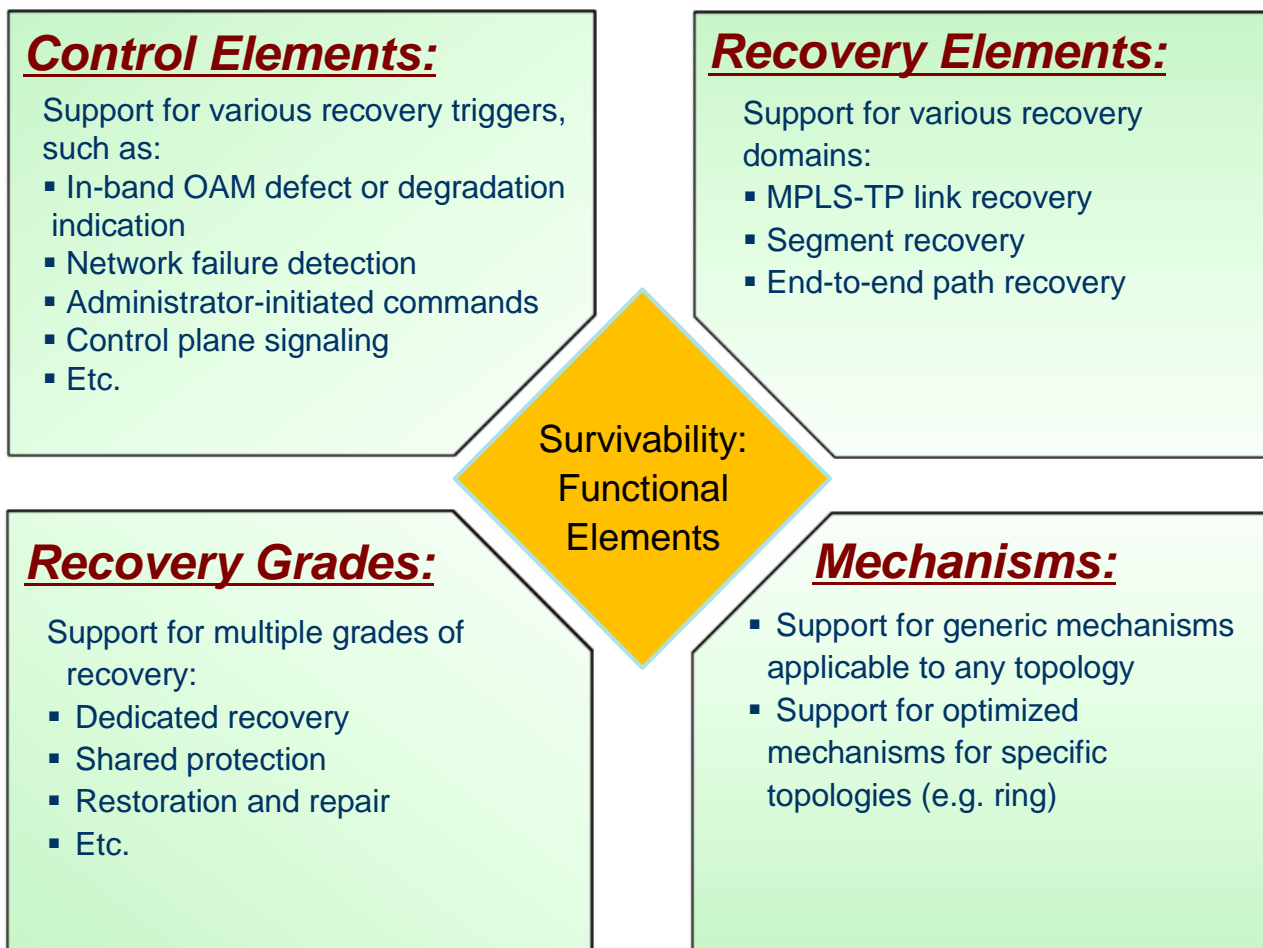 Control Elements:
Support for various recovery triggers,
such as:
▪ In-band OAM defect or degradation
indication
▪ Network failure detection
▪ Administrator-initiated commands
▪ Control plane signaling
▪ Etc.
Recovery Elements:
Support for various recovery
domains:
▪ MPLS-TP link recovery
▪ Segment recovery
▪ End-to-end path recovery
Survivability:
Functional
Elements
Recovery Grades:
Support for multiple grades of
recovery:
▪ Dedicated recovery
▪ Shared protection
▪ Restoration and repair
▪ Etc.
Mechanisms:
▪ Support for generic mechanisms
applicable to any topology
▪ Support for optimized
mechanisms for specific
topologies (e.g. ring)